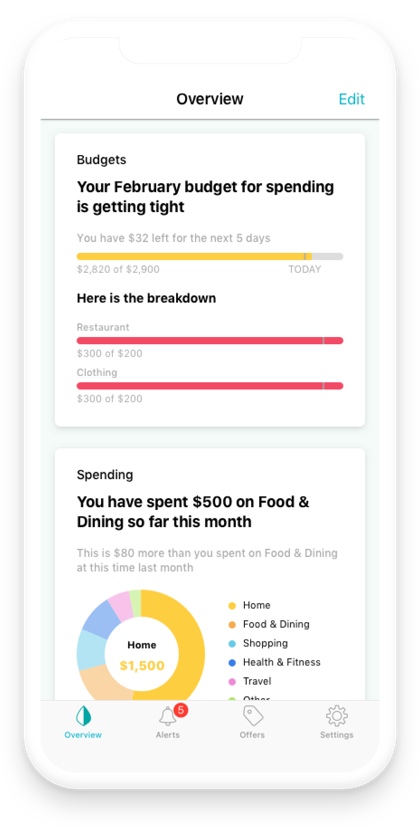 Overview
Edit
Budgets
Your February budget for spending
is getting tight
You have $32 left for the next 5 days
$2,820 of $2,900
TODAY
Here is the breakdown
Restaurant
$300 of $200
Clothing
$300 of $200
Spending
You have spent $500 on Food &
Dining so far this month
This is $80 more than you spent on Food & Dining
at this time last month
Home
$1,500
Home
Food & Dining
Shopping
Health & Fitness
Travel
Other
5
Overview
Alerts
Offers
Settings